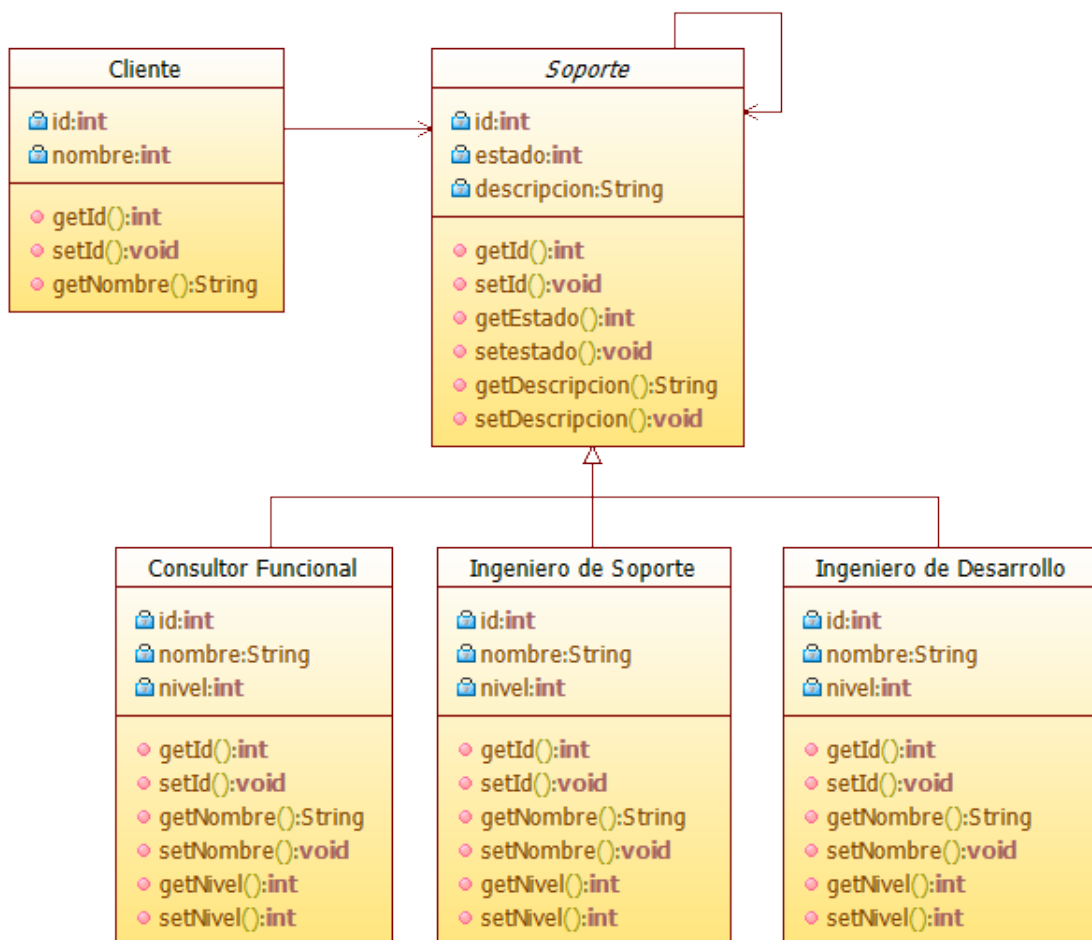 Cliente
id:int
nombre:int
getId():int
setId():void
getNombre():String
Soporte
id:int
estado:int
descripcion:String
getId():int
setId():void
getEstado():int
setestado():void
getDescripcion():String
setDescripcion():void
Consultor Funcional
id:int
nombre:String
nivel:int
getId():int
setId():void
getNombre():String
setNombre():void
getNivel():int
setNivel():int
Ingeniero de Soporte
id:int
nombre:String
nivel:int
getId():int
setId():void
getNombre():String
setNombre():void
getNivel():int
setNivel():int
Ingeniero de Desarrollo
id:int
nombre:String
nivel:int
getId():int
setId():void
getNombre():String
setNombre():void
getNivel():int
setNivel():int